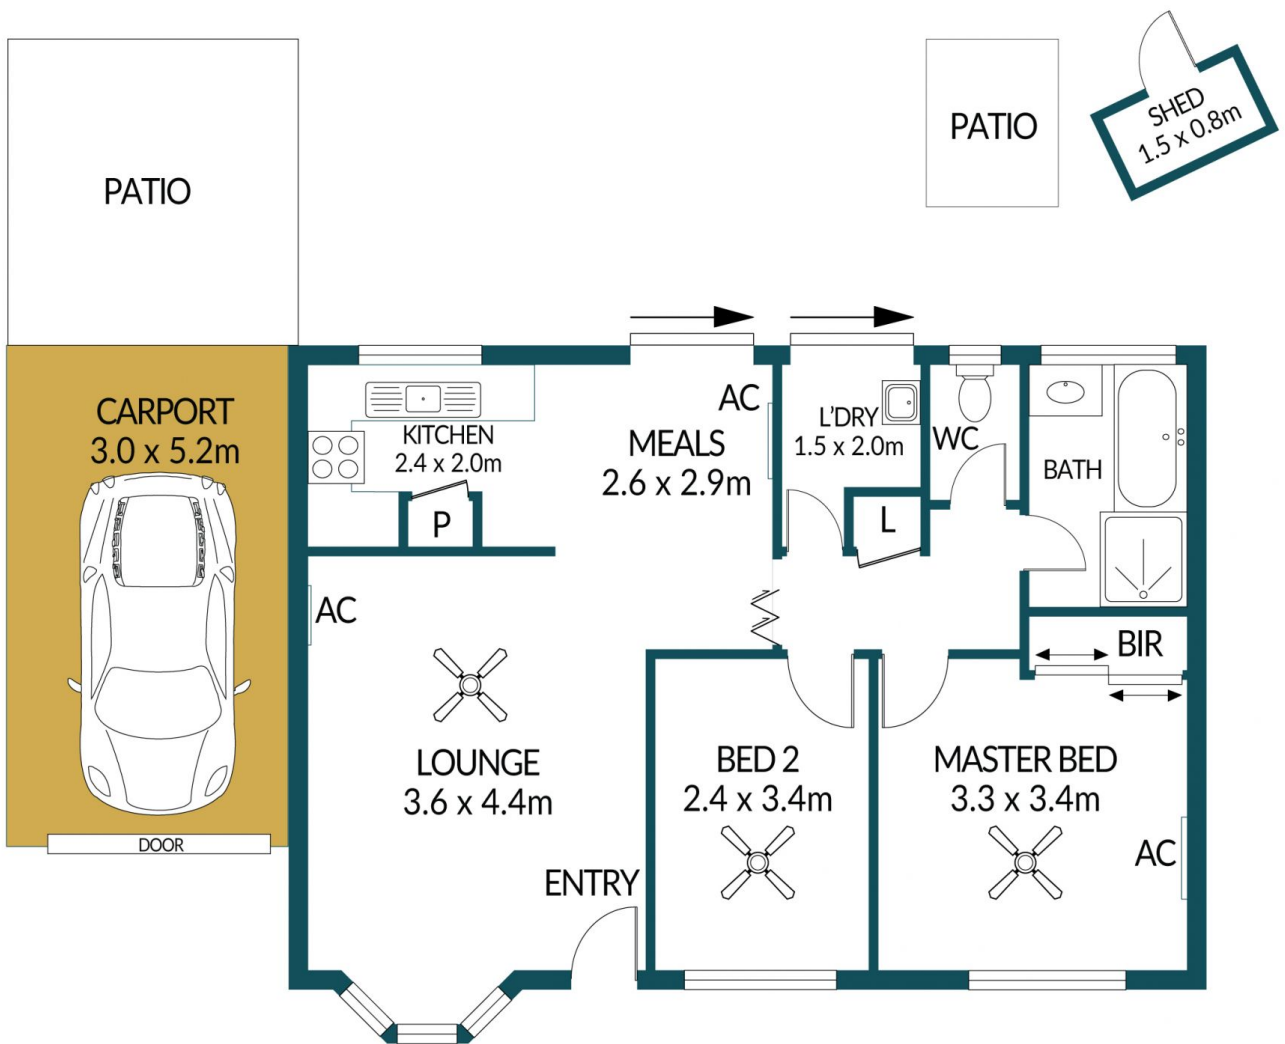 PATIO
PATIO
SHED
1.5 x 0.8m
CARPORT
3.0 x 5.2m
KITCHEN
2.4 x 2.0m
P
MEALS
2.6 x 2.9m
AC
L'DRY
1.5 x 2.0m
L
WC
BATH
BIR
AC
LOUNGE
3.6 x 4.4m
BED 2
2.4 x 3.4m
MASTER BED
3.3 x 3.4m
AC
ENTRY
DOOR